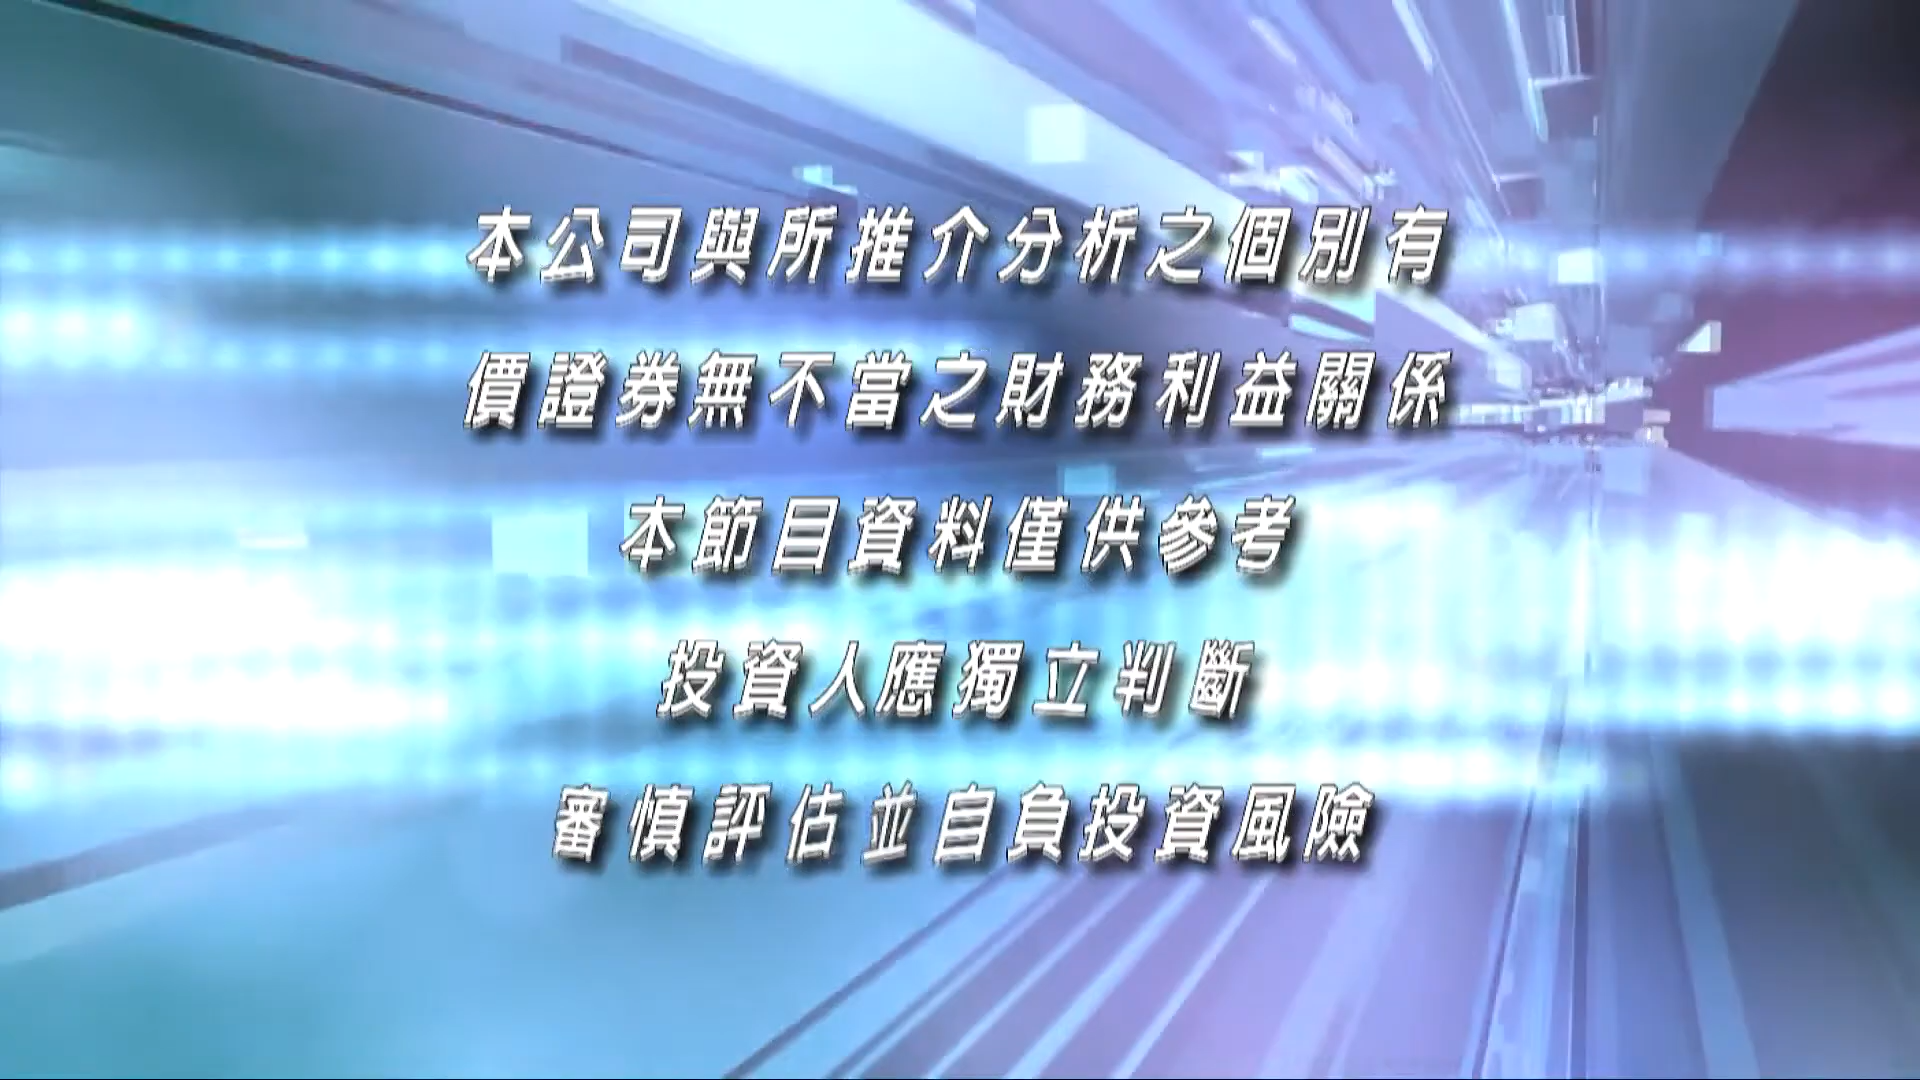 本公司與所推介分析之個別有
價證券無不當之財務利益關係
本節目資料僅供參考
投資人應獨立判斷
審慎評估並自負投資風險